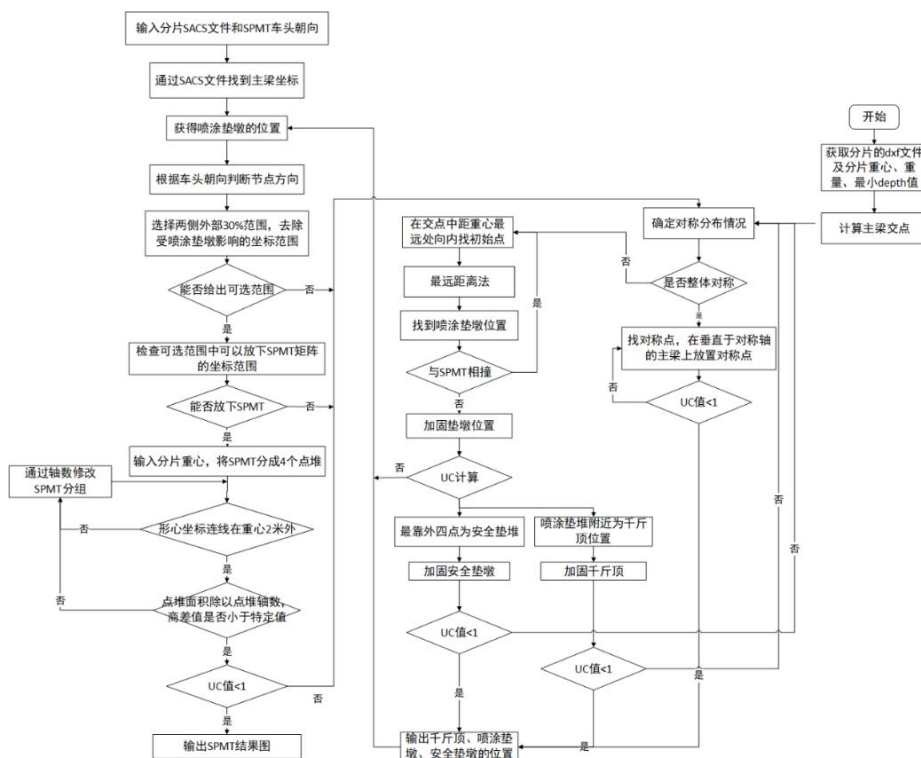 输入分片SACS文件和SPMT车头朝向
通过SACS文件找到主梁坐标
获得喷涂垫墩的位置
根据车头朝向判断节点方向
选择两侧外部30%范围，去除
受喷涂垫墩影响的坐标范围
能否给出可选范围
否
是
检查可选范围中可以放下SPMT矩阵
的坐标范围
能否放下SPMT
否
是
输入分片重心，将SPMT分成4个点堆
通过轴数修改
SPMT分组
形心坐标连线在重心2米外
否
是
点堆面积除以点堆轴数，
商差值是否小于特定值
否
是
UC值<1
否
是
输出SPMT结果图
在交点中距重心最
远处向内找初始点
最远距离法
找到喷涂垫墩位置
是
与SPMT相撞
否
加固垫墩位置
UC计算
否
最靠外四点为安全垫堆
加固安全垫墩
UC值<1
否
是
喷涂垫堆附近为千斤
顶位置
加固千斤顶
UC值<1
否
是
输出千斤顶、喷涂垫
墩、安全垫墩的位置
开始
获取分片的dxf文件
及分片重心、重
量、最小depth值
计算主梁交点
确定对称分布情况
是否整体对称
否
是
找对称点，在垂直于对称轴
的主梁上放置对称点
否
UC值<1
是